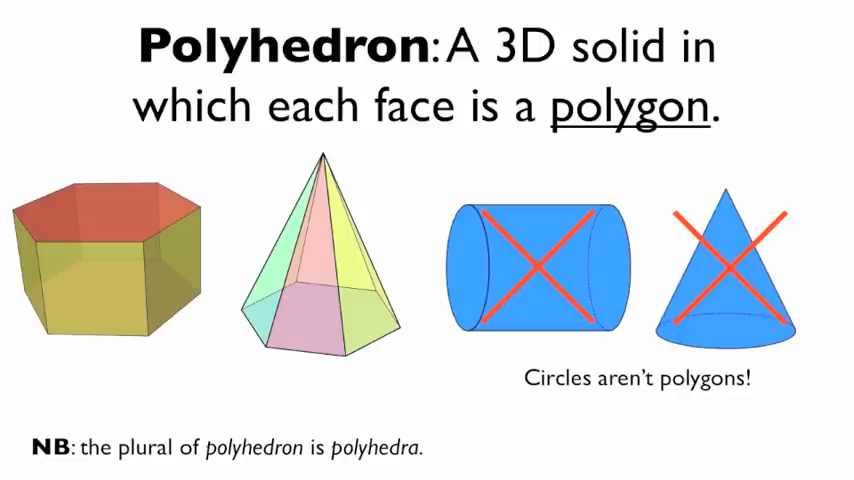 Polyhedron: A 3D solid in
which each face is a polygon.
Circles aren't polygons!
NB: the plural of polyhedron is polyhedra.